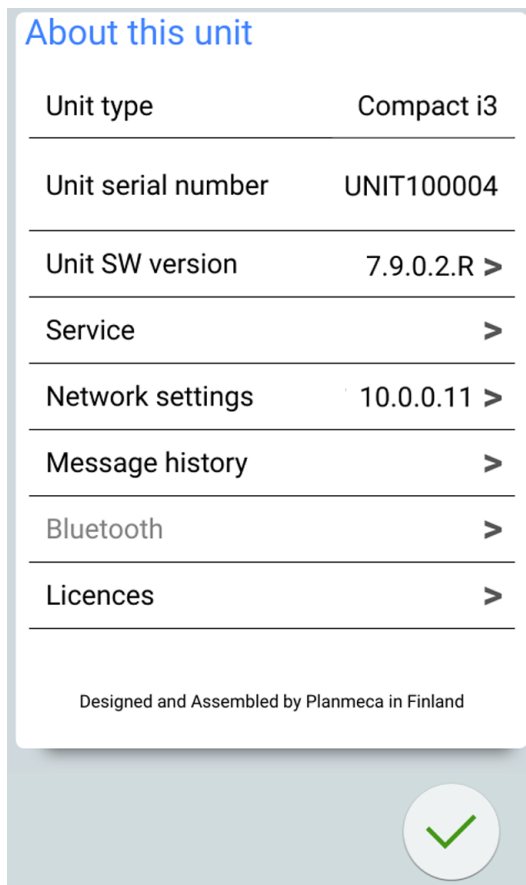 About this unit
Unit type Compact i3
Unit serial number UNIT100004
Unit SW version 7.9.0.2.R >
Service >
Network settings 10.0.0.11 >
Message history >
Bluetooth >
Licences >
Designed and Assembled by Planmeca in Finland